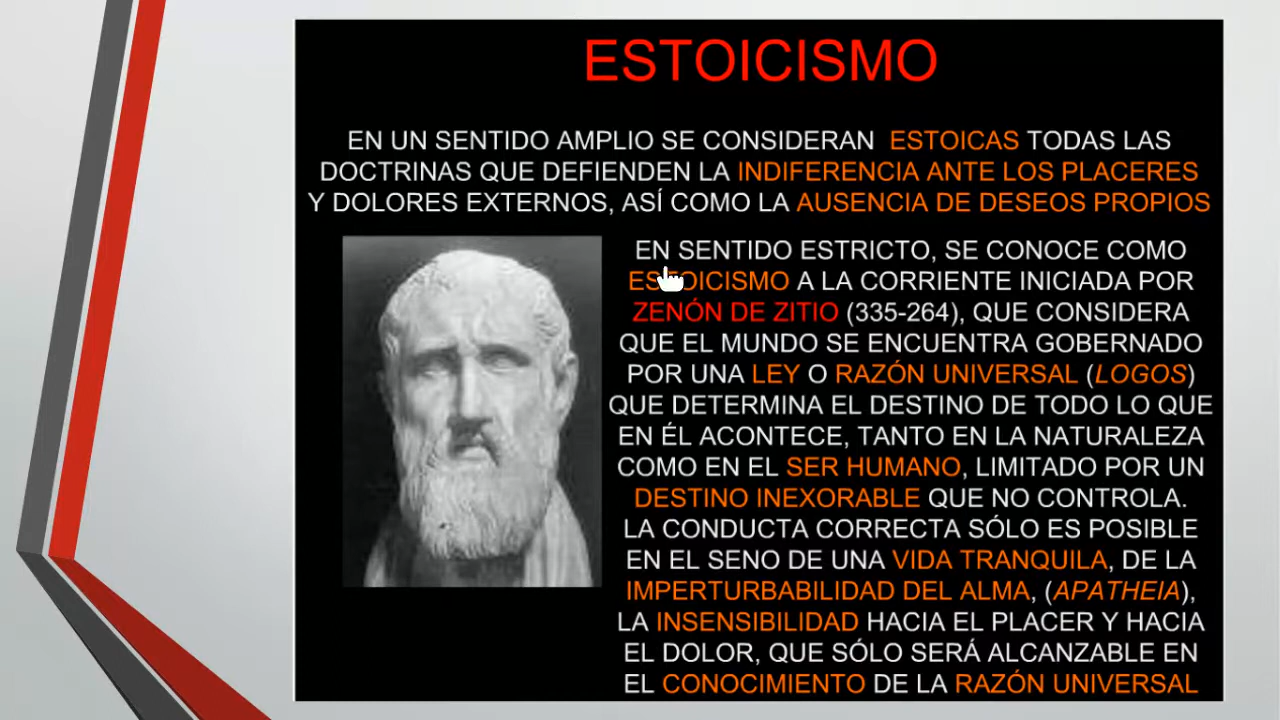 ESTOICISMO
EN UN SENTIDO AMPLIO SE CONSIDERAN ESTOICAS TODAS LAS
DOCTRINAS QUE DEFIENDEN LA INDIFERENCIA ANTE LOS PLACERES
Y DOLORES EXTERNOS, ASÍ COMO LA AUSENCIA DE DESEOS PROPIOS
EN SENTIDO ESTRICTO, SE CONOCE COMO
ESTOICISMO A LA CORRIENTE INICIADA POR
ZENÓN DE ZITIO (335-264), QUE CONSIDERA
QUE EL MUNDO SE ENCUENTRA GOBERNADO
POR UNA LEY O RAZÓN UNIVERSAL (LOGOS)
QUE DETERMINA EL DESTINO DE TODO LO QUE
EN ÉL ACONTECE, TANTO EN LA NATURALEZA
COMO EN EL SER HUMANO, LIMITADO POR UN
DESTINO INEXORABLE QUE NO CONTROLA.
LA CONDUCTA CORRECTA SÓLO ES POSIBLE
EN EL SENO DE UNA VIDA TRANQUILA, DE LA
IMPERTURBABILIDAD DEL ALMA, (APATHEIA),
LA INSENSIBILIDAD HACIA EL PLACER Y HACIA
EL DOLOR, QUE SÓLO SERÁ ALCANZABLE EN
EL CONOCIMIENTO DE LA RAZÓN UNIVERSAL